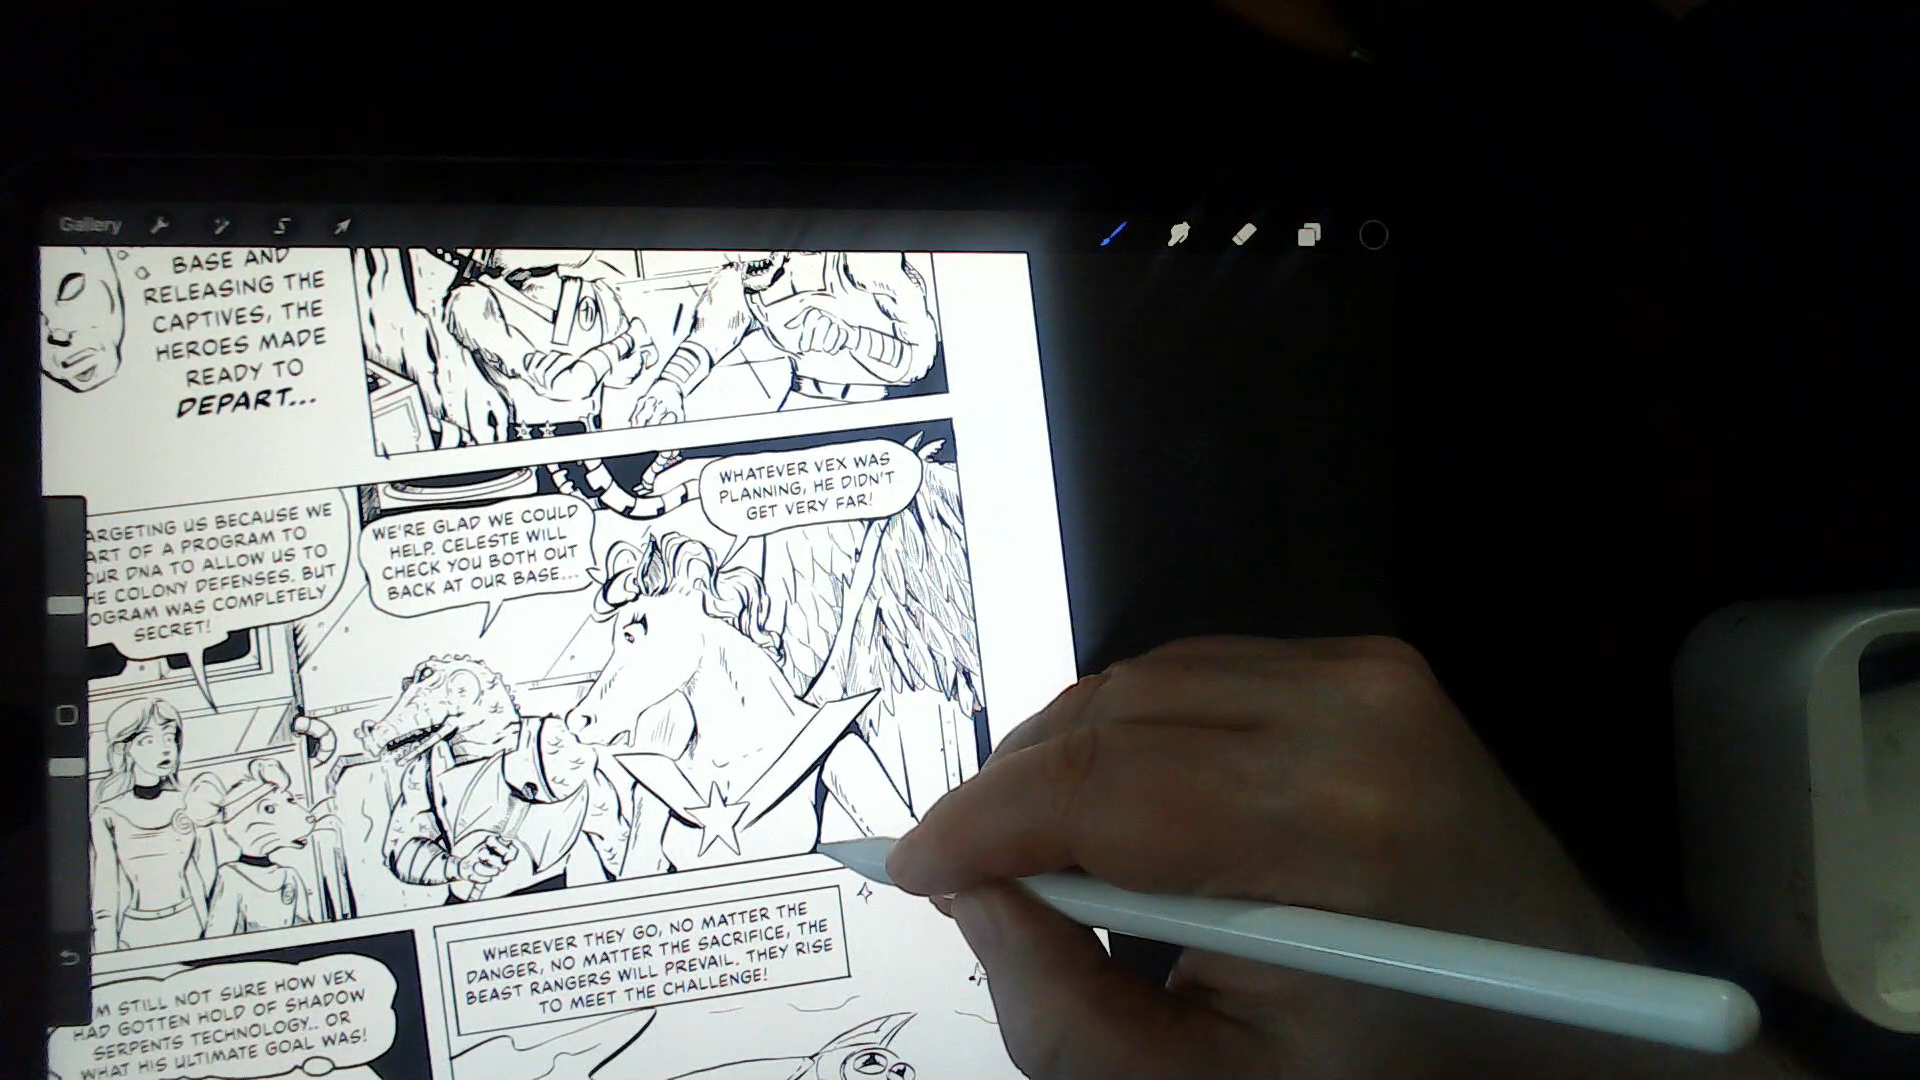 Gallery
BASE AND
RELEASING THE
CAPTIVES, THE
HEROES MADE
READY TO
DEPART...
ARGETING US BECAUSE WE
ART OF A PROGRAM TO
OUR DNA TO ALLOW US TO
HE COLONY DEFENSES. BUT
OGRAM WAS COMPLETELY
SECRET!
WE'RE GLAD WE COULD
HELP. CELESTE WILL
CHECK YOU BOTH OUT
BACK AT OUR BASE...
WHATEVER VEX WAS
PLANNING, HE DIDN'T
GET VERY FAR!
M STILL NOT SURE HOW VEX
HAD GOTTEN HOLD OF SHADOW
SERPENTS TECHNOLOGY.. OR
WHAT HIS ULTIMATE GOAL WAS!
WHEREVER THEY GO, NO MATTER THE
DANGER, NO MATTER THE SACRIFICE, THE
BEAST RANGERS WILL PREVAIL. THEY RISE
TO MEET THE CHALLENGE!